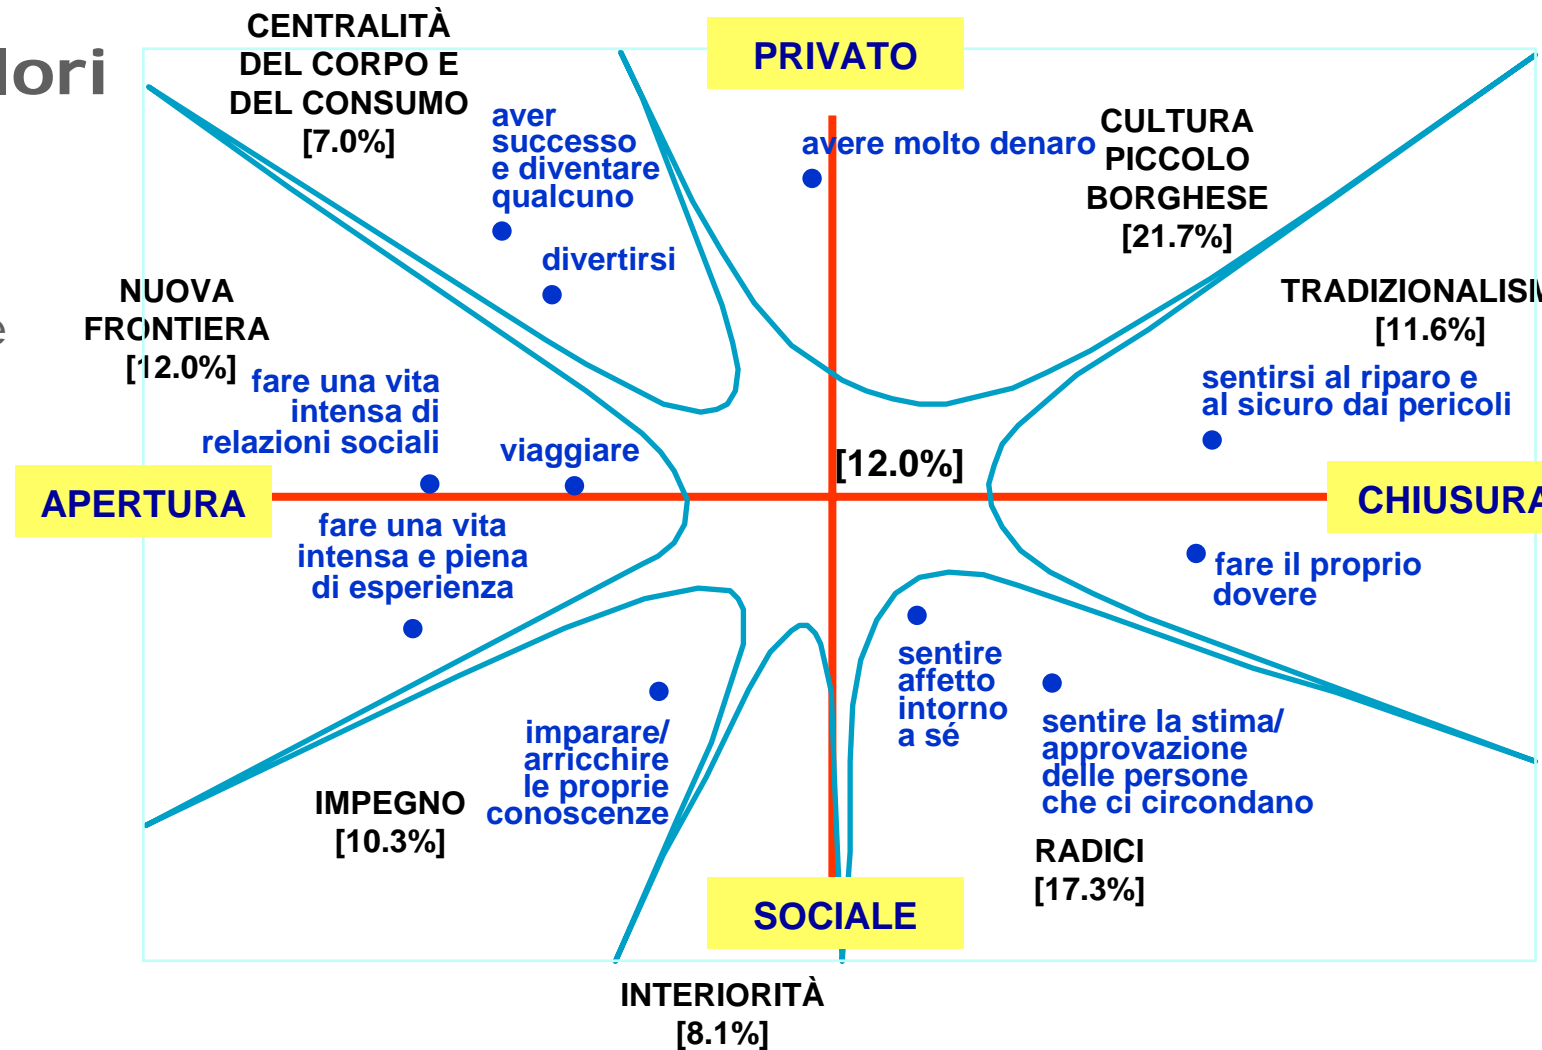 CENTRALITÀ
DEL CORPO E
DEL CONSUMO
[7.0%]
lori
PRIVATO
aver
successo
e diventare
qualcuno
avere molto denaro
CULTURA
PICCOLO
BORGHESE
[21.7%]
divertirsi
NUOVA
FRONTIERA
[12.0%]
e
TRADIZIONALISM
[11.6%]
fare una vita
intensa di
relazioni sociali
viaggiare
sentirsi al riparo e
al sicuro dai pericoli
[12.0%]
APERTURA
CHIUSURA
fare una vita
intensa e piena
di esperienza
fare il proprio
dovere
sentire
affetto
intorno
a sé
imparare/
arricchire
le proprie
conoscenze
sentire la stima/
approvazione
delle persone
che ci circondano
IMPEGNO
[10.3%]
RADICI
[17.3%]
SOCIALE
INTERIORITÀ
[8.1%]